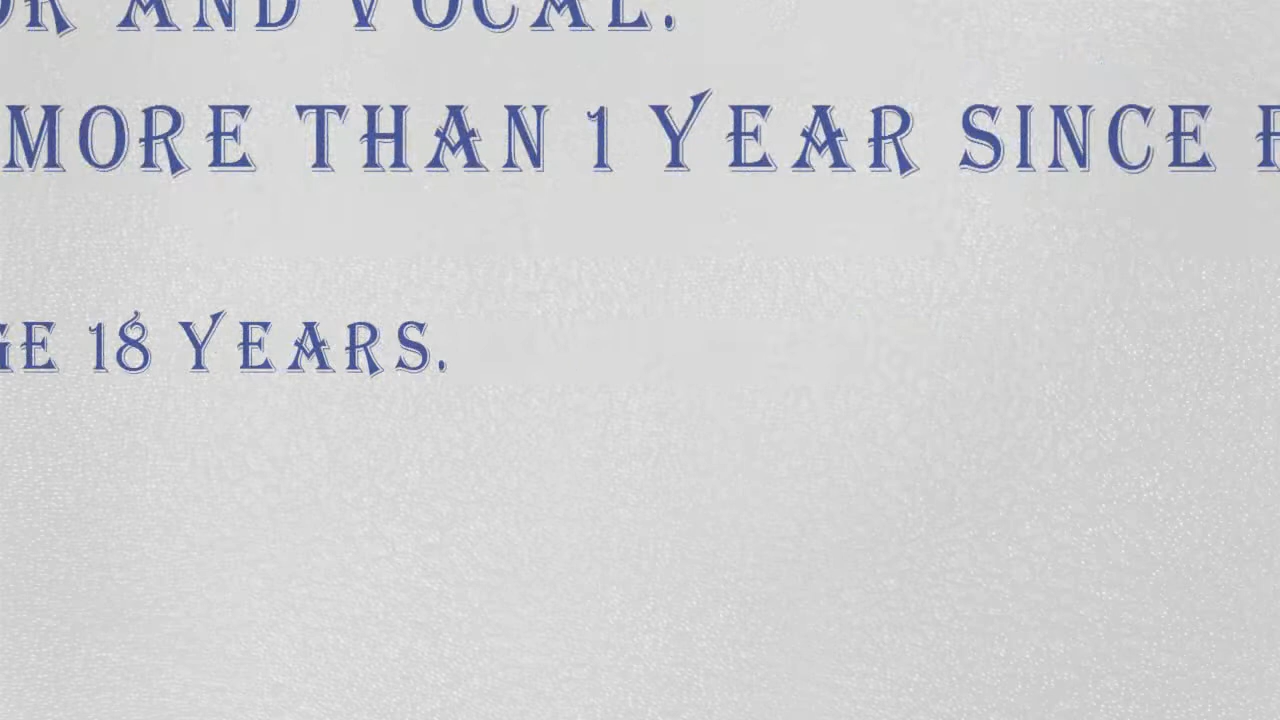 AND VOCAL.
MORE THAN 1 YEAR SINCE
18 YEARS.